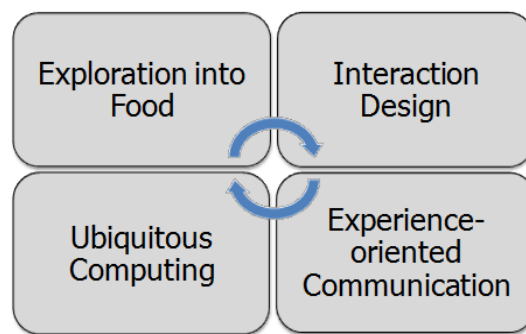 Exploration into
Food
Interaction
Design
Ubiquitous
Computing
Experience-
oriented
Communication